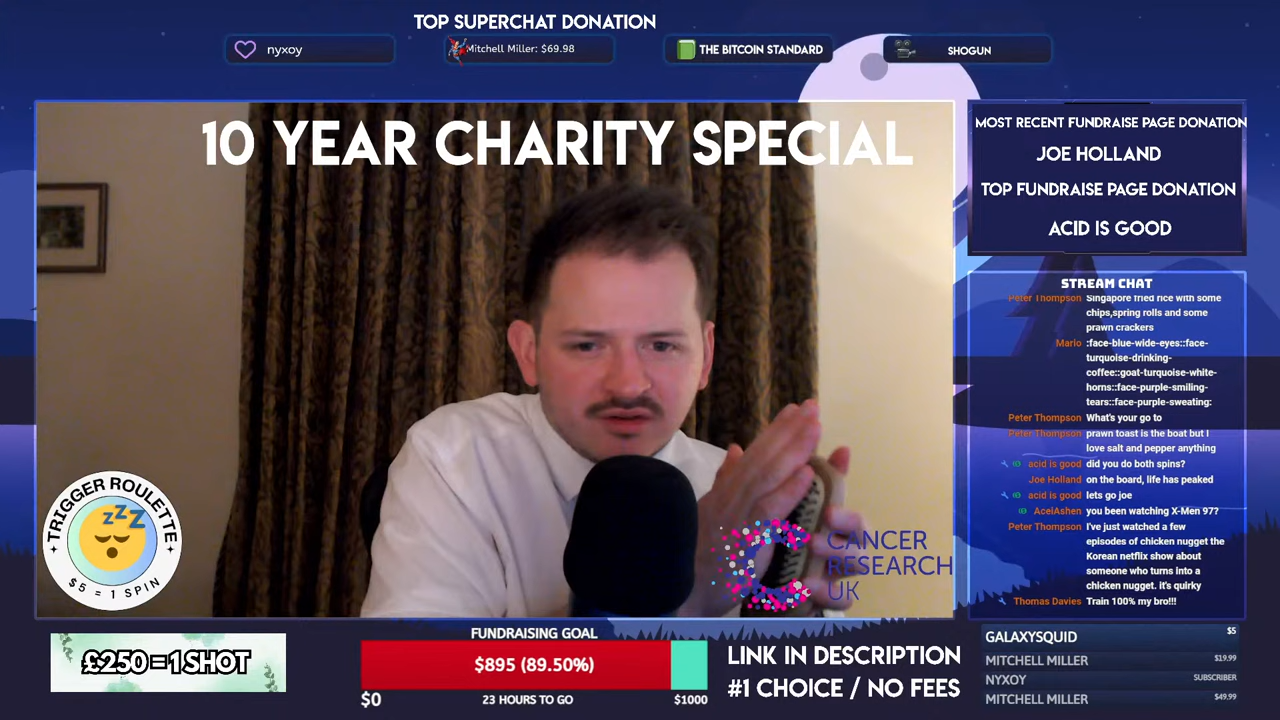 TOP SUPERCHAT DONATION
nyxoy
Mitchell Miller: $69.98
THE BITCOIN STANDARD
SHOGUN
10 YEAR CHARITY SPECIAL
MOST RECENT FUNDRAISE PAGE DONATION
JOE HOLLAND
TOP FUNDRAISE PAGE DONATION
ACID IS GOOD
STREAM CHAT
Peter Thompson Singapore fried rice with some
chips,spring rolls and some
prawn crackers
Mario :face-blue-wide-eyes::face-
turquoise-drinking-
coffee::goat-turquoise-white-
horns::face-purple-smiling-
tears::face-purple-sweating:
Peter Thompson What's your go to
Peter Thompson prawn toast is the boat but I
love salt and pepper anything
acid is good did you do both spins?
Joe Holland on the board, life has peaked
acid is good lets go joe
AceiAshen you been watching X-Men 97?
Peter Thompson I've just watched a few
episodes of chicken nugget the
Korean netflix show about
someone who turns into a
chicken nugget. it's quirky
Thomas Davies Train 100% my bro!!!
TRIGGER ROULETTE
zzz
$5 = 1 SPIN
CANCER
RESEARCH
UK
£250 = 1 SHOT
FUNDRAISING GOAL
$895 (89.50%)
$0
23 HOURS TO GO
$1000
LINK IN DESCRIPTION
#1 CHOICE / NO FEES
GALAXYSQUID $5
MITCHELL MILLER $19.99
NYXOY SUBSCRIBER
MITCHELL MILLER $49.99